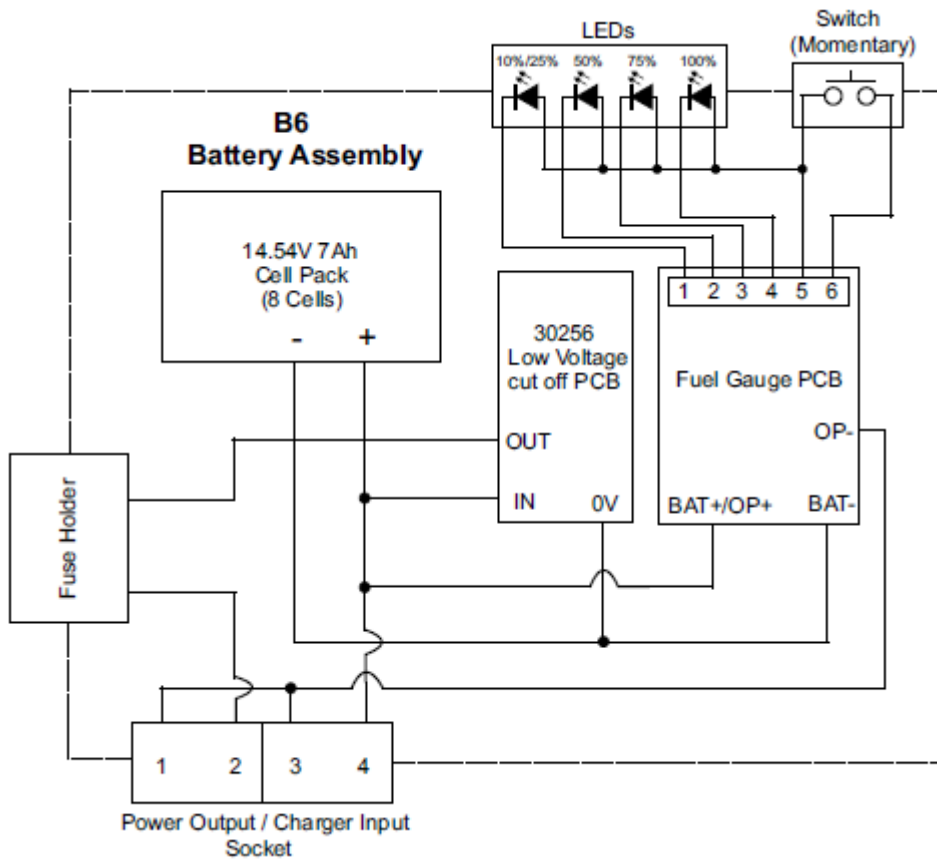 Switch
(Momentary)
LEDs
10%/25% 50% 75% 100%
B6
Battery Assembly
14.54V 7Ah
Cell Pack
(8 Cells)
- +
1 2 3 4 5 6
30256
Low Voltage
cut off PCB
Fuel Gauge PCB
OUT
OP-
IN 0V
BAT+/OP+ BAT-
Fuse Holder
1 2 3 4
Power Output / Charger Input
Socket